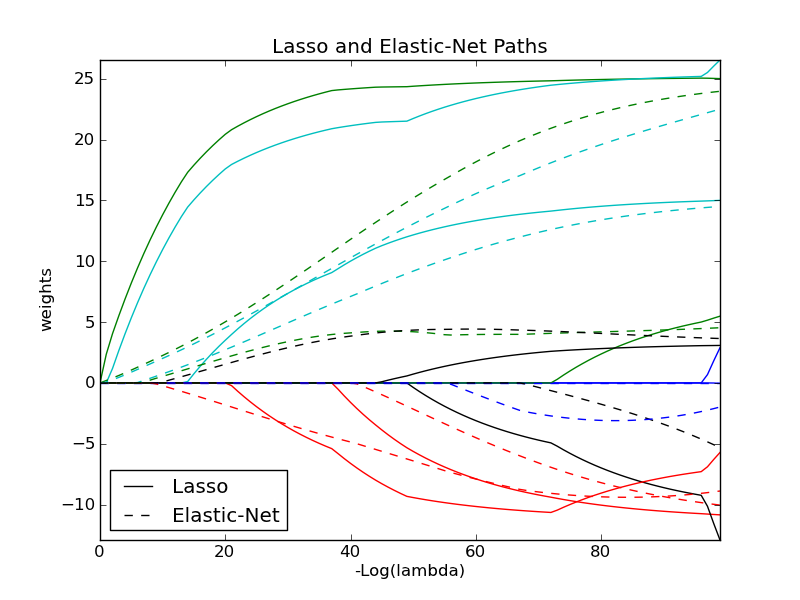 Lasso and Elastic-Net Paths
25
20
15
10
5
0
−5
−10
weights
Lasso
Elastic-Net
0 20 40 60 80
-Log(lambda)